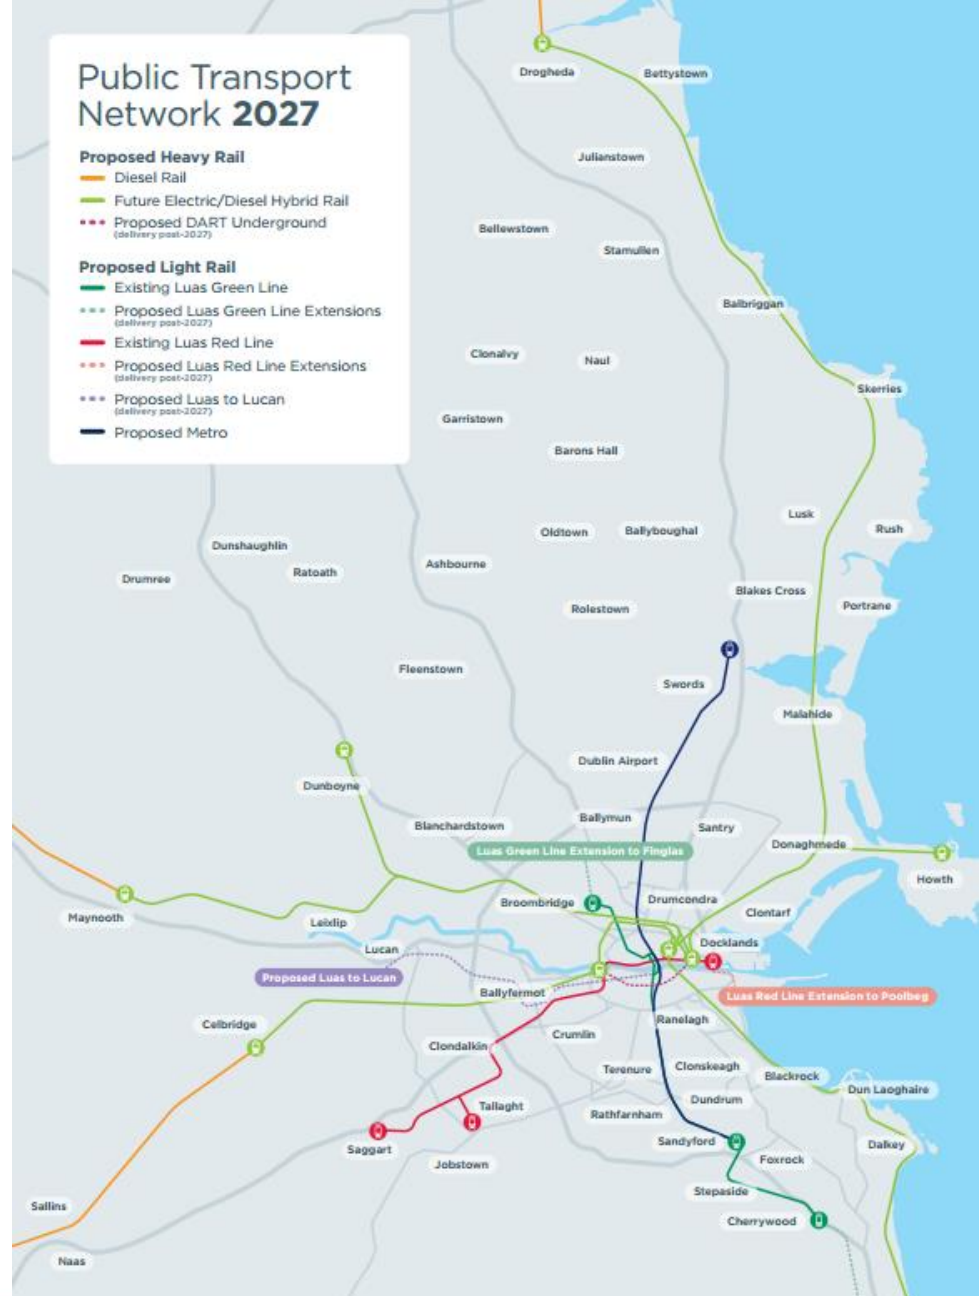 Public Transport
Network 2027
Proposed Heavy Rail
Diesel Rail
Future Electric/Diesel Hybrid Rail
Proposed DART Underground
(delivery post-2027)
Proposed Light Rail
Existing Luas Green Line
Proposed Luas Green Line Extensions
(delivery post-2027)
Existing Luas Red Line
Proposed Luas Red Line Extensions
(delivery post-2027)
Proposed Luas to Lucan
(delivery post-2027)
Proposed Metro
Drogheda
Bettystown
Julianstown
Bellewstown
Stamullen
Balbriggan
Clonalvy
Naul
Skerries
Garristown
Barons Hall
Lusk
Rush
Oldtown
Ballyboughal
Dunshaughlin
Ratoath
Ashbourne
Drumree
Blakes Cross
Portrane
Rolestown
Fleenstown
Swords
Malahide
Dublin Airport
Dunboyne
Blanchardstown
Ballymun
Santry
Luas Green Line Extension to Finglas
Donaghmede
Howth
Broombridge
Drumcondra
Clontarf
Maynooth
Leixlip
Docklands
Lucan
Proposed Luas to Lucan
Ballyfermot
Luas Red Line Extension to Poolbeg
Celbridge
Ranelagh
Crumlin
Clondalkin
Terenure
Clonskeagh
Blackrock
Dun Laoghaire
Dundrum
Tallaght
Rathfarnham
Saggart
Sandyford
Dalkey
Jobstown
Foxrock
Stepaside
Sallins
Cherrywood
Naas